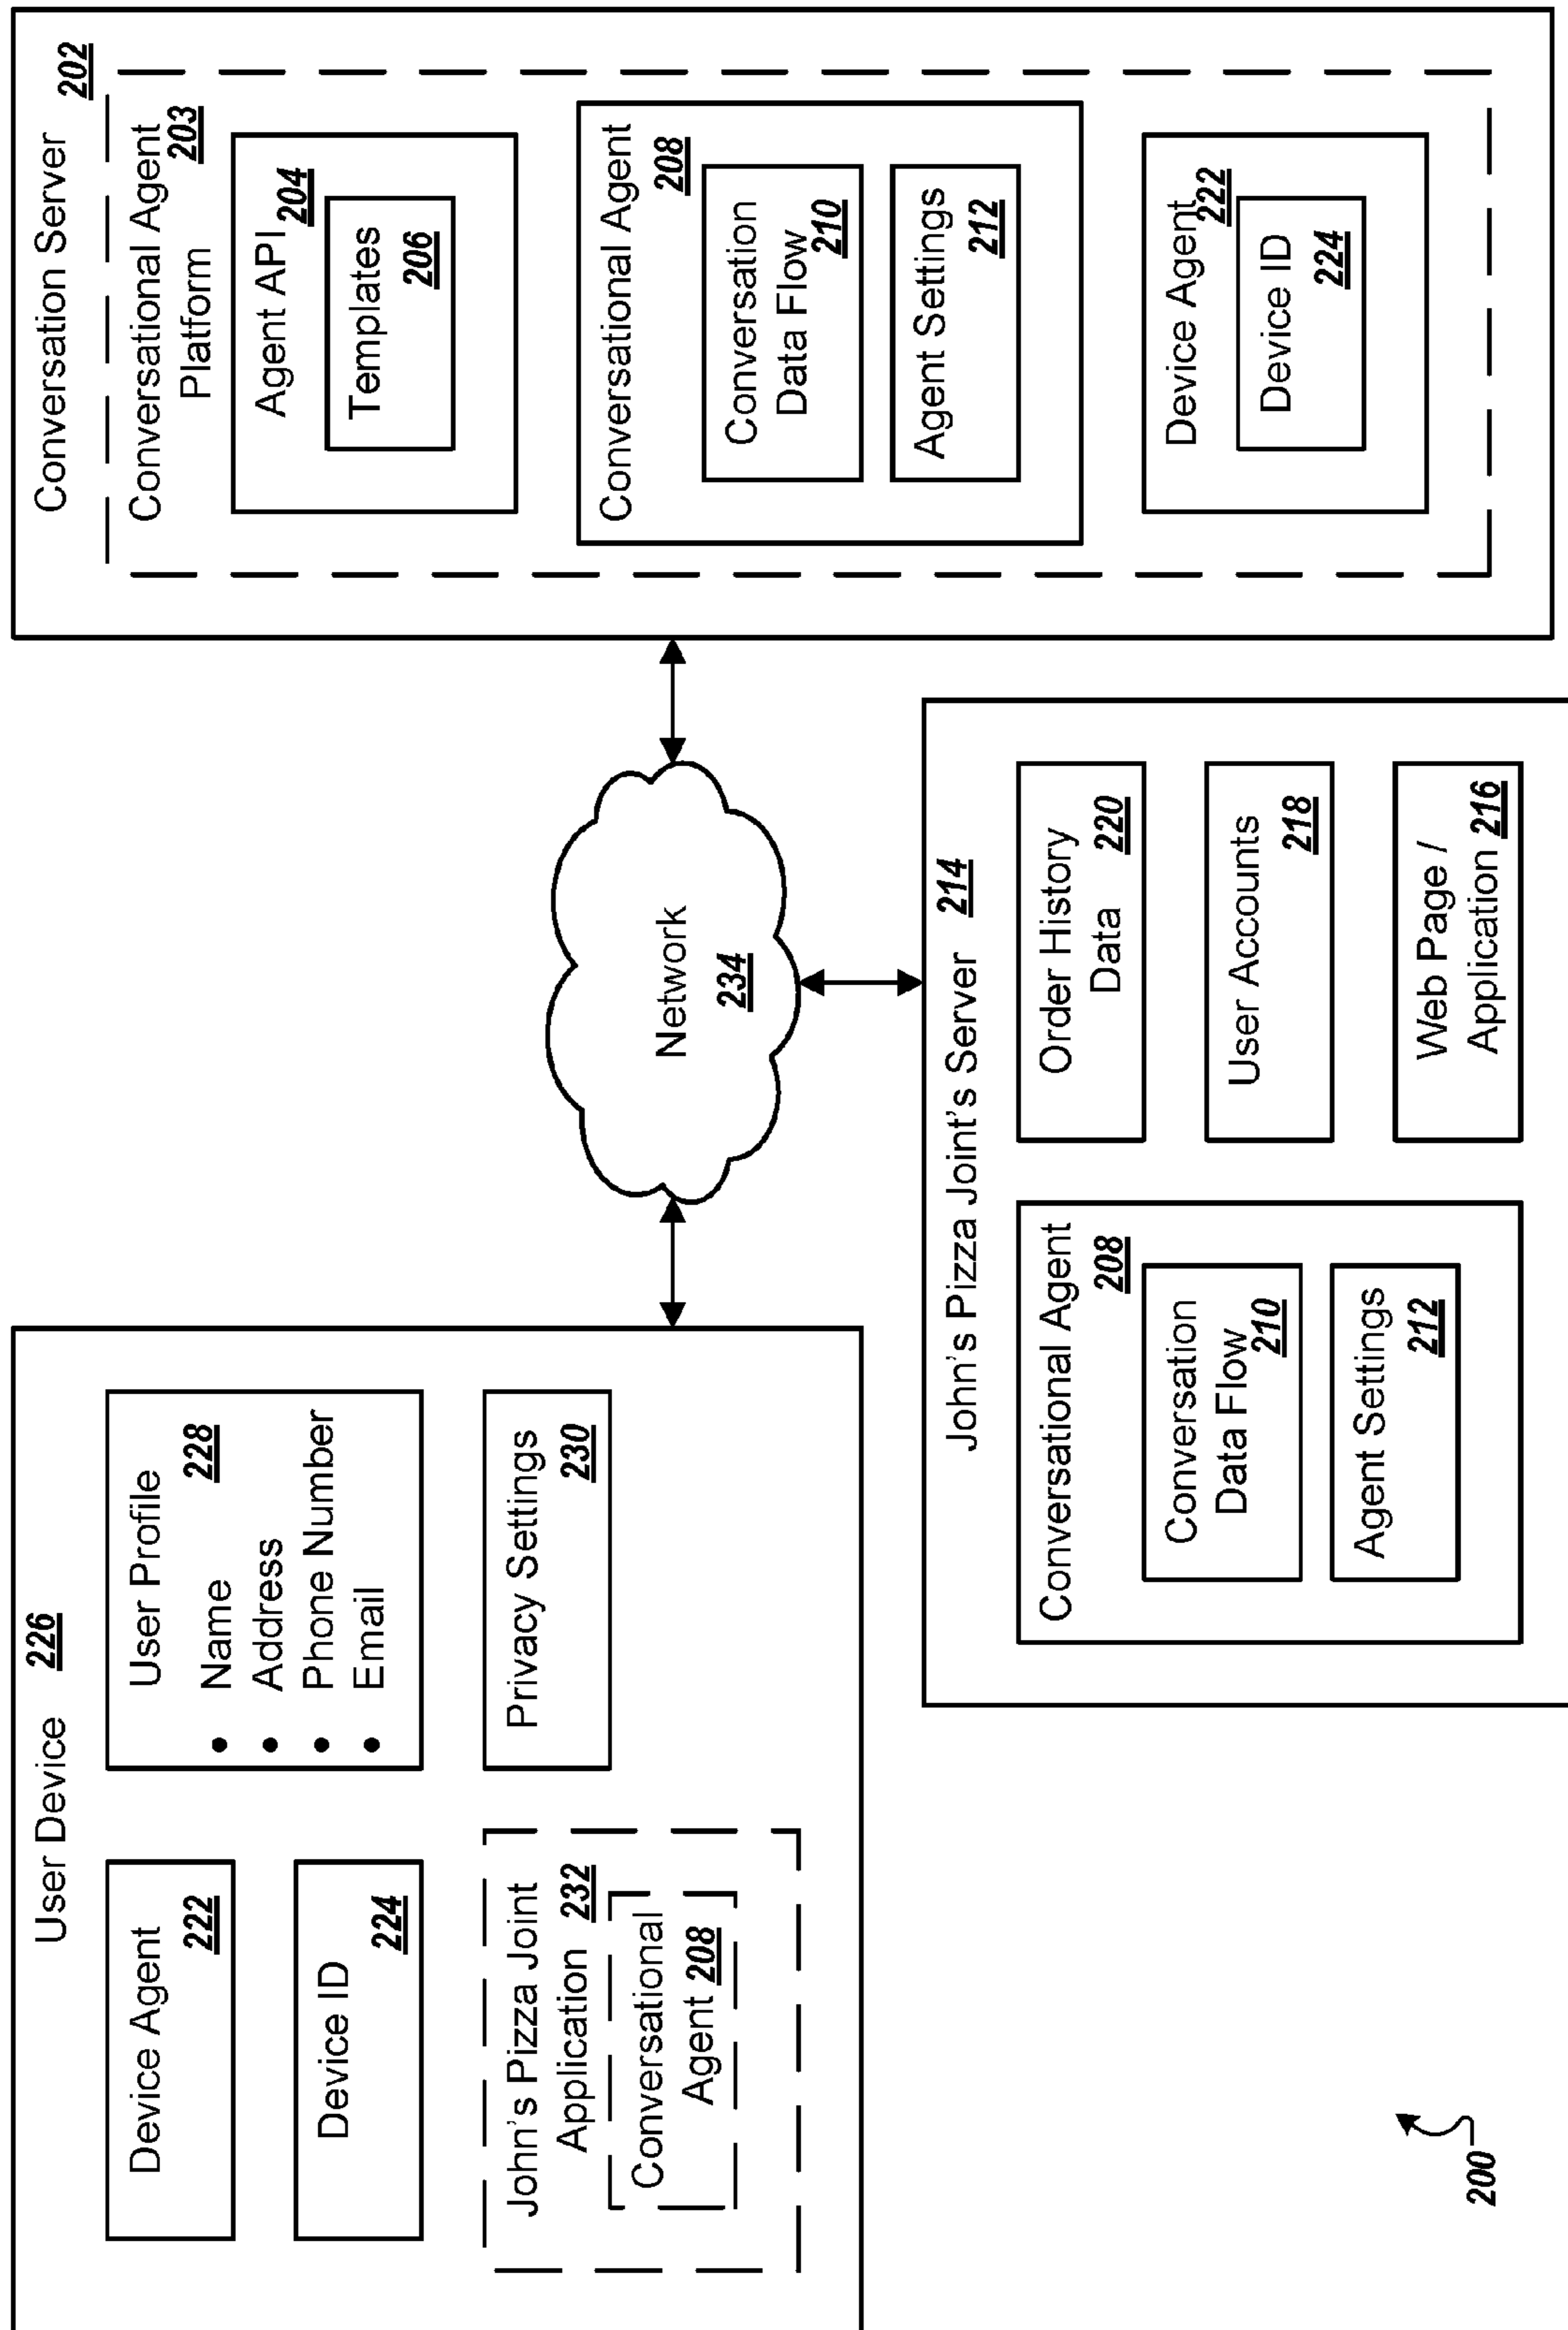 User Device 226
Device Agent
222
Device ID
224
User Profile
228
• Name
• Address
• Phone Number
• Email
Privacy Settings
230
John's Pizza Joint
Application 232
Conversational
Agent 208
Network
234
John's Pizza Joint's Server 214
Conversational Agent
208
Conversation
Data Flow
210
Agent Settings
212
Order History
Data 220
User Accounts
218
Web Page /
Application 216
Conversation Server
202
Conversational Agent
Platform 203
Agent API
204
Templates
206
Conversational Agent
208
Conversation
Data Flow
210
Agent Settings
212
Device Agent
222
Device ID
224
200